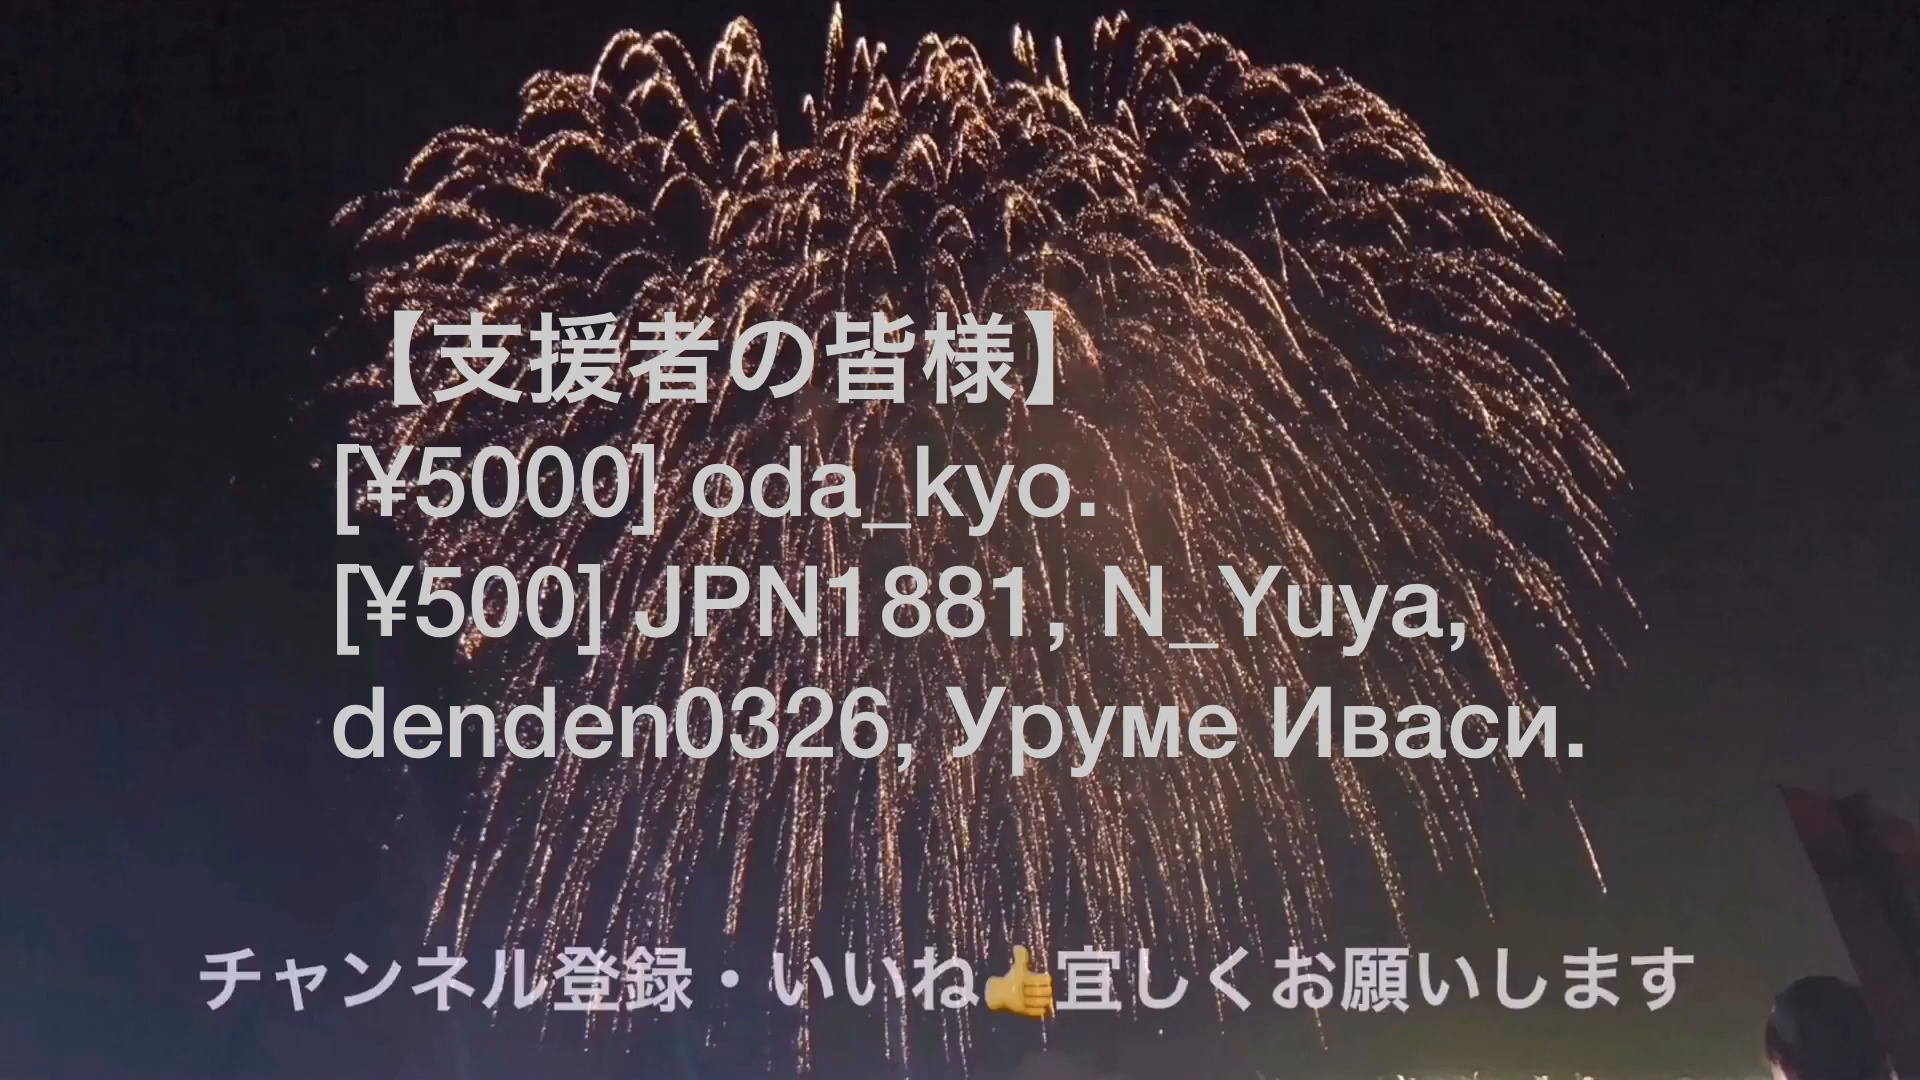 【支援者の皆様】
[¥5000] oda_kyo.
[¥500] JPN1881, N_Yuya,
denden0326, Уруме Иваси.
チャンネル登録・いいね👍宜しくお願いします